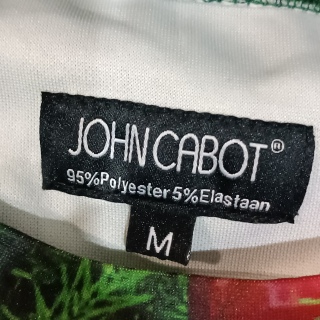 JOHN CABOT®
95%Polyester 5%Elastaan
M